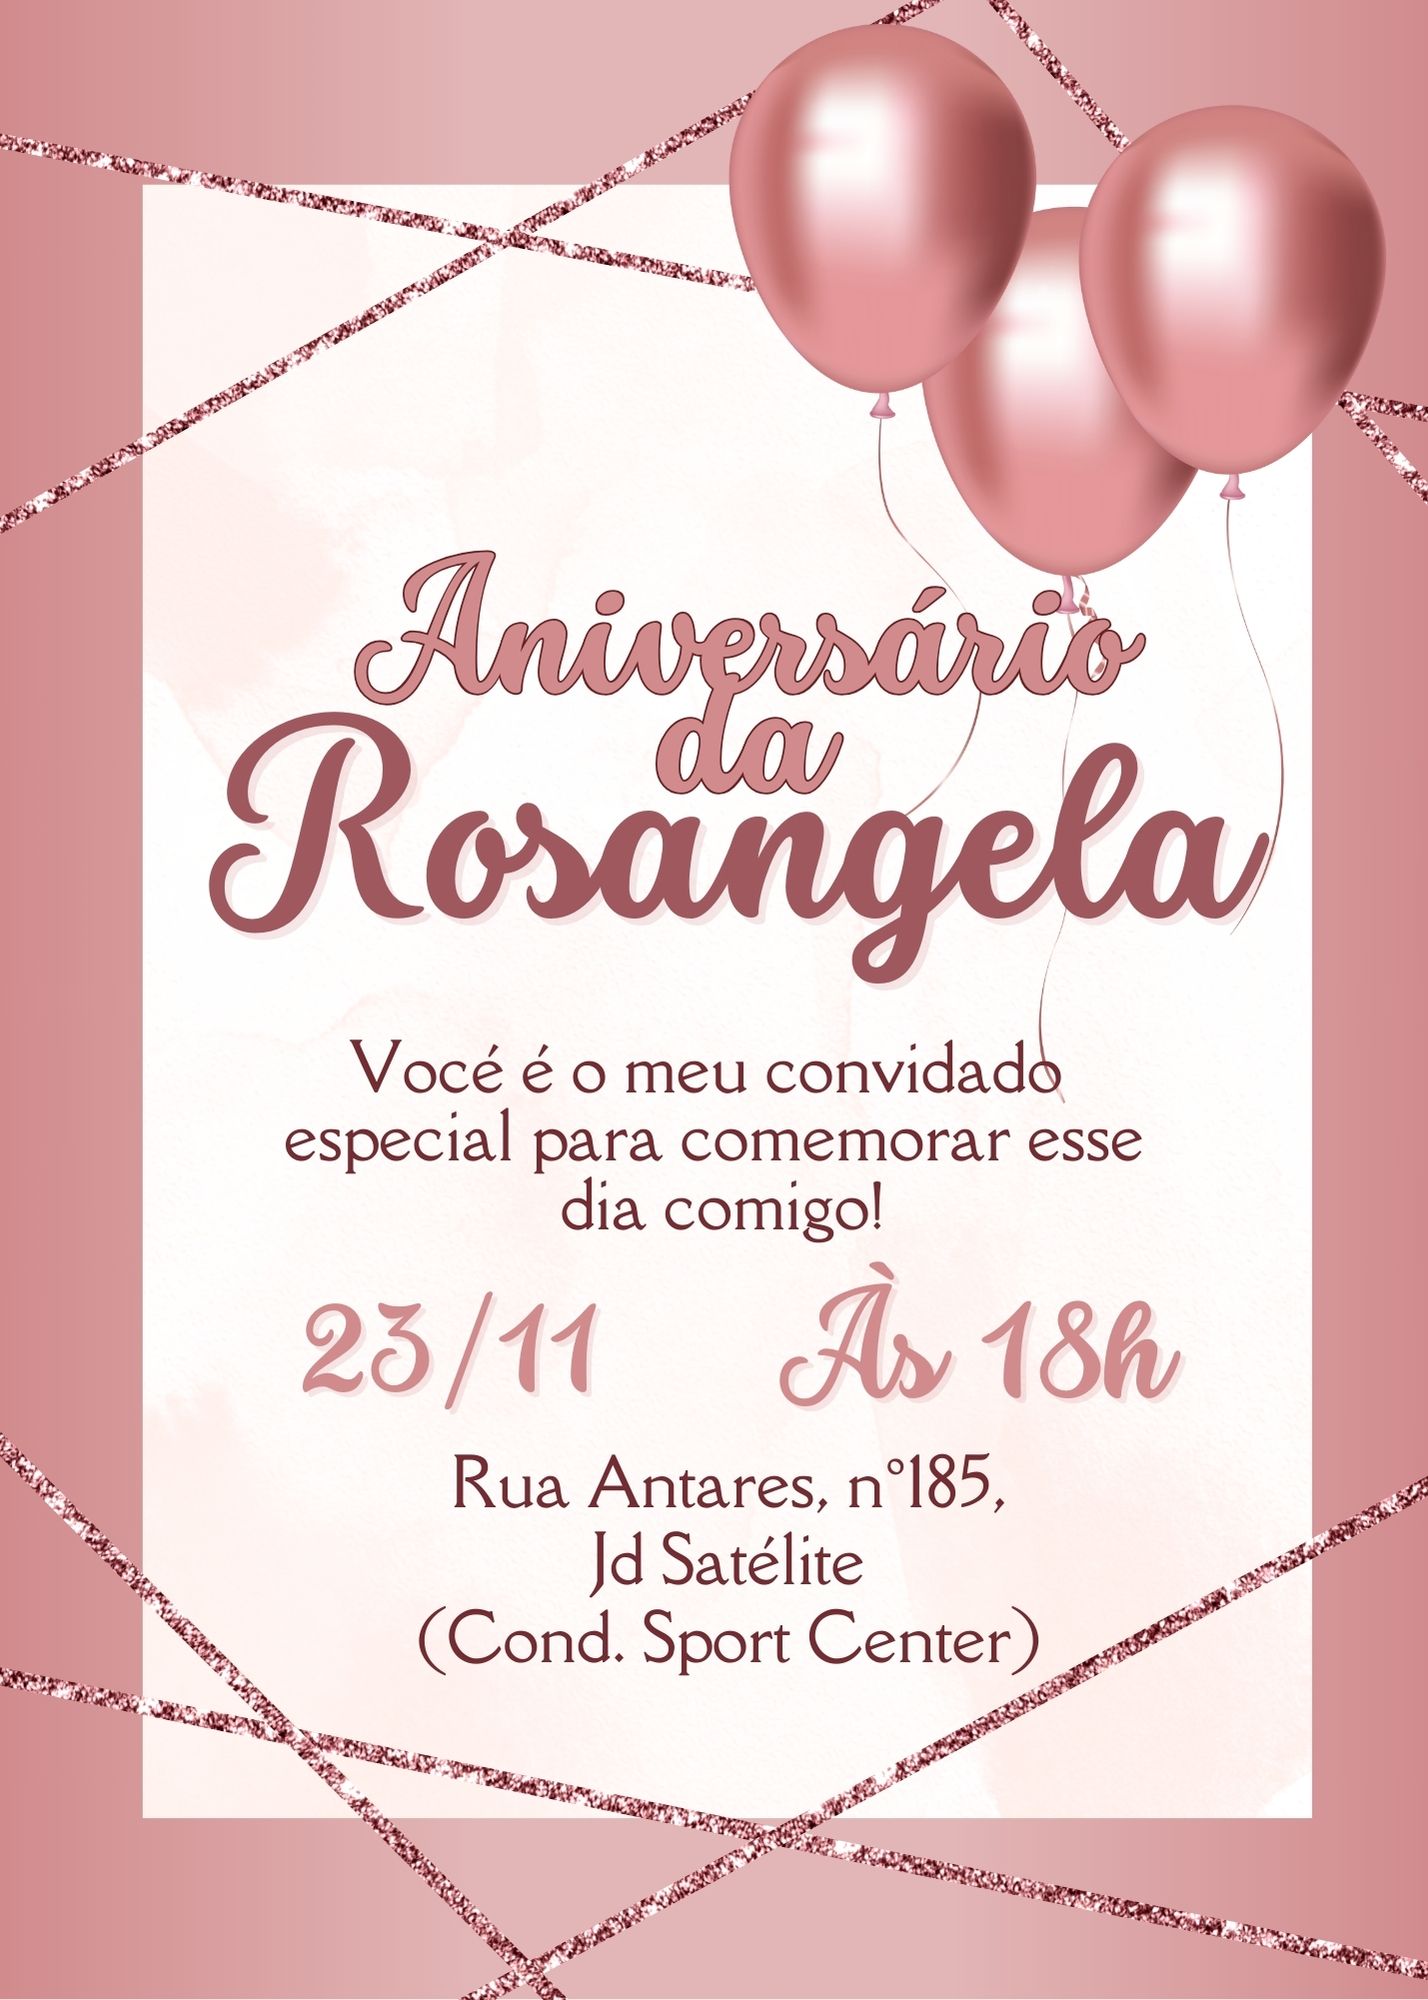 Aniversário
da
Rosangela
Vocé é o meu convidado
especial para comemorar esse
dia comigo!
23/11 Às 18h
Rua Antares, n°185,
Jd Satélite
(Cond. Sport Center)